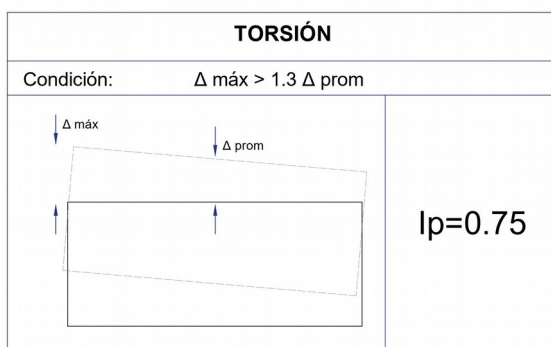 TORSIÓN
Condición: Δ máx > 1.3 Δ prom
Δ máx
Δ prom
Ip=0.75